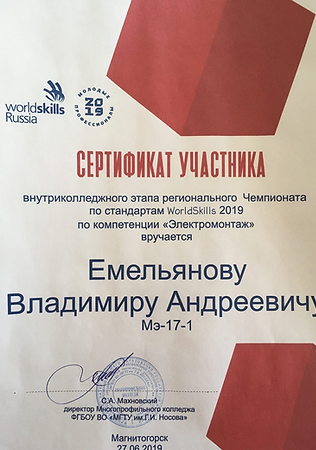 worldskills
Russia
МОЛОДЫЕ
2019
ПРОФЕССИОНАЛЫ
СЕРТИФИКАТ УЧАСТНИКА
внутриколледжного этапа регионального Чемпионата
по стандартам WorldSkills 2019
по компетенции «Электромонтаж»
вручается
Емельянову
Владимиру Андреевичу
Мэ-17-1
С.А. Махновский
директор Многопрофильного колледжа
ФГБОУ ВО «МГТУ им.Г.И. Носова»
Магнитогорск
27.06.2019